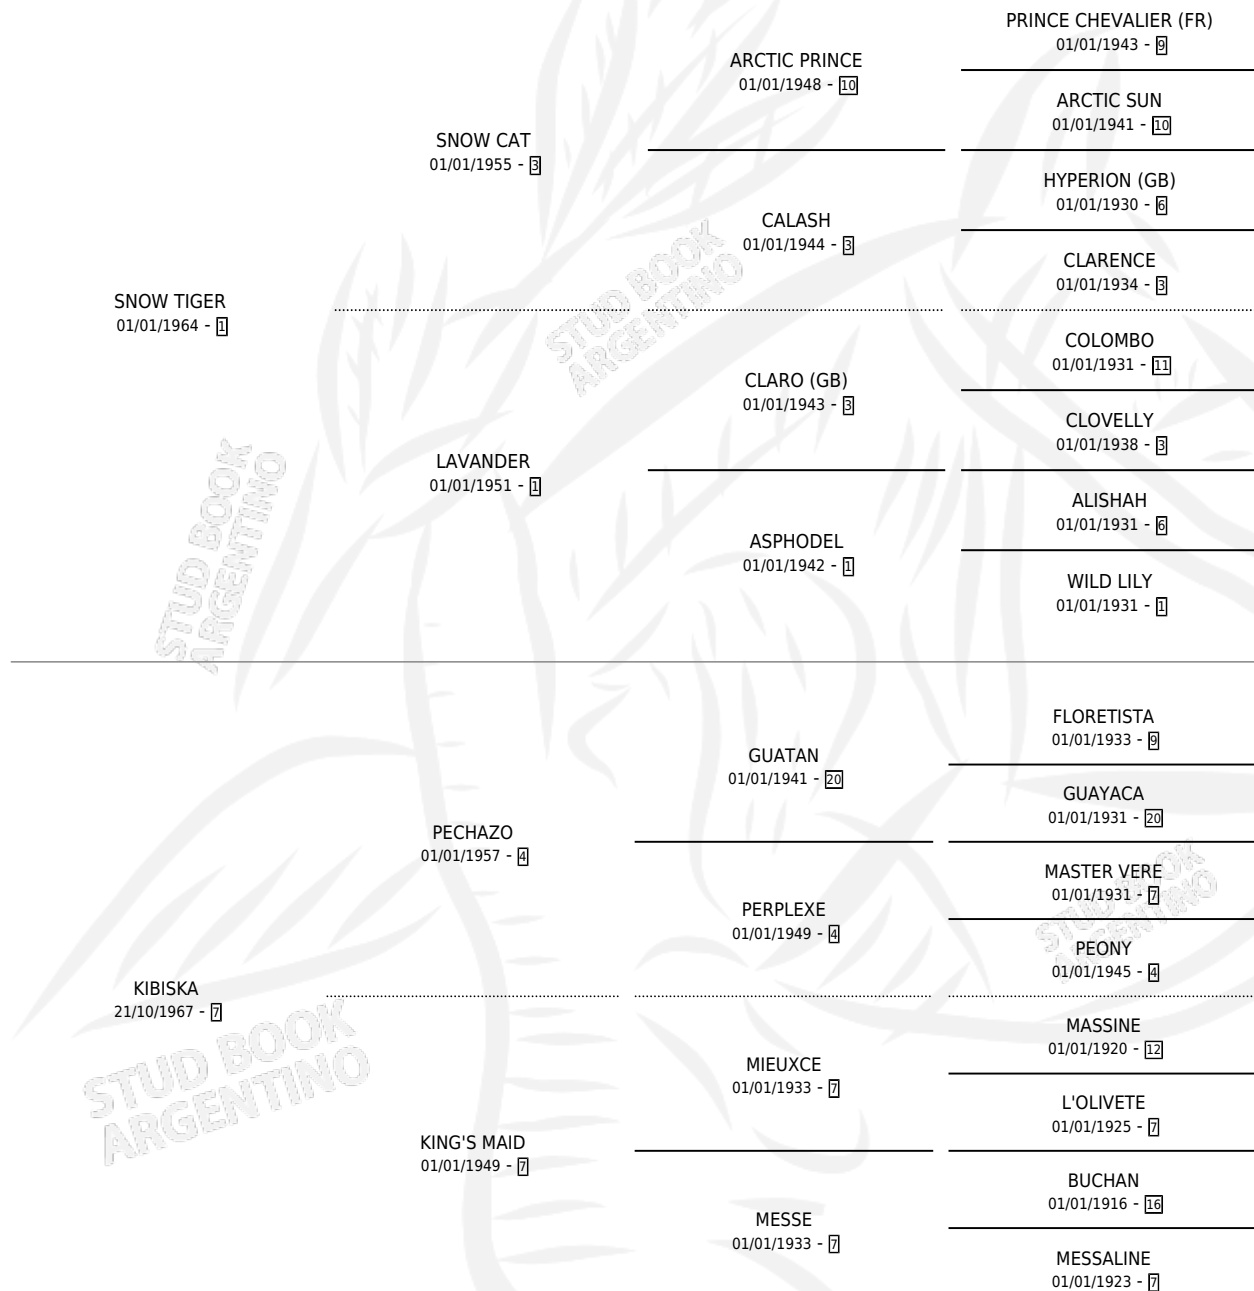 PRINCE CHEVALIER (FR)
01/01/1943 - 9
ARCTIC PRINCE
01/01/1948 - 10
ARCTIC SUN
01/01/1941 - 10
SNOW CAT
01/01/1955 - 3
HYPERION (GB)
01/01/1930 - 6
CALASH
01/01/1944 - 3
CLARENCE
01/01/1934 - 3
SNOW TIGER
01/01/1964 - 1
COLOMBO
01/01/1931 - 11
CLARO (GB)
01/01/1943 - 3
CLOVELLY
01/01/1938 - 3
LAVANDER
01/01/1951 - 1
ALISHAH
01/01/1931 - 6
ASPHODEL
01/01/1942 - 1
WILD LILY
01/01/1931 - 1
FLORETISTA
01/01/1933 - 9
GUATAN
01/01/1941 - 20
GUAYACA
01/01/1931 - 20
PECHAZO
01/01/1957 - 4
MASTER VERE
01/01/1931 - 7
PERPLEXE
01/01/1949 - 4
PEONY
01/01/1945 - 4
KIBISKA
21/10/1967 - 7
MASSINE
01/01/1920 - 12
MIEUXCE
01/01/1933 - 7
L'OLIVETE
01/01/1925 - 7
KING'S MAID
01/01/1949 - 7
BUCHAN
01/01/1916 - 16
MESSE
01/01/1933 - 7
MESSALINE
01/01/1923 - 7
STUD BOOK
ARGENTINO
STUD BOOK
ARGENTINO
STUD BOOK
ARGENTINO
STUD BOOK
ARGENTINO